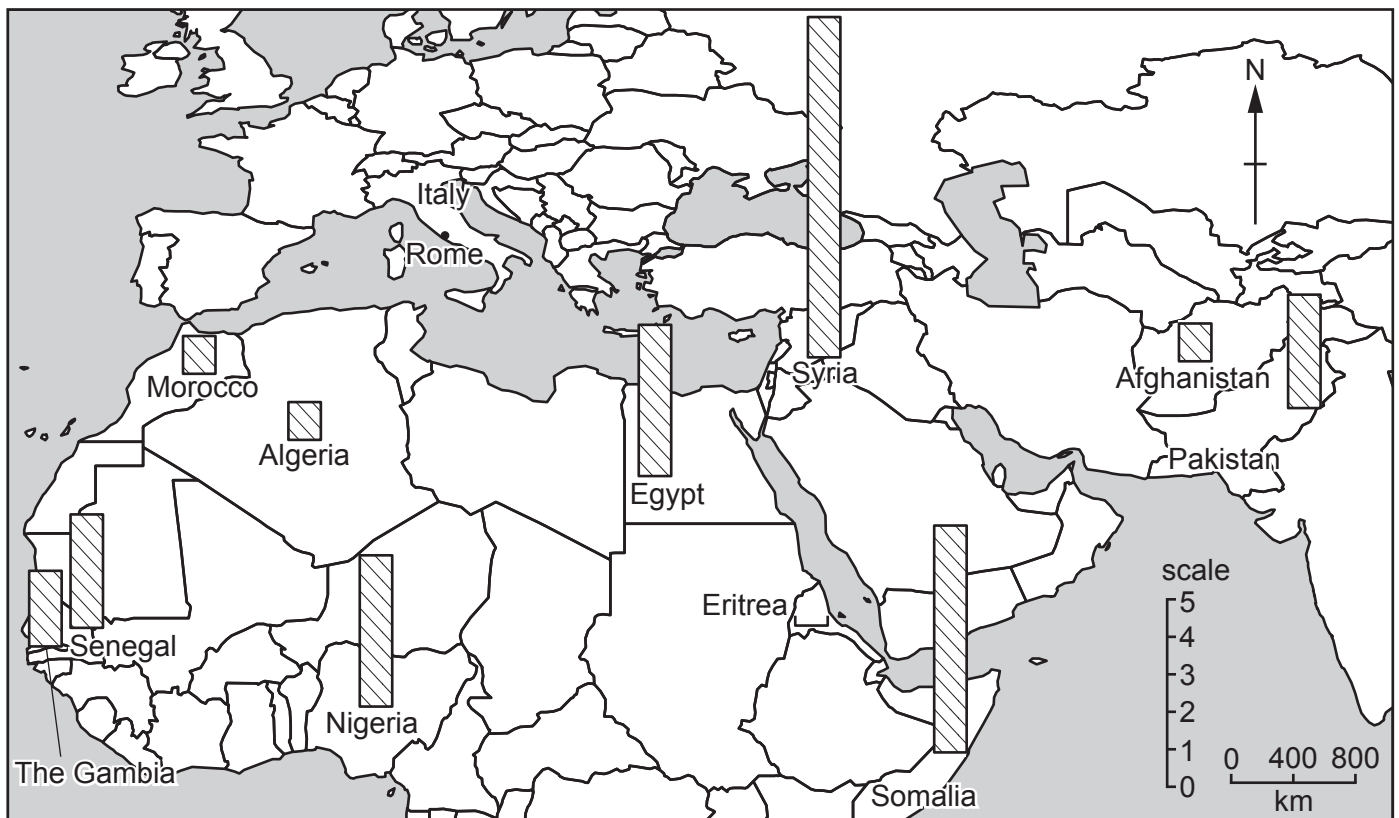 N
Italy
Rome
Morocco
Syria
Afghanistan
Algeria
Pakistan
Egypt
scale
5
4
3
2
1
0
Eritrea
Senegal
Nigeria
The Gambia
Somalia
0 400 800
km